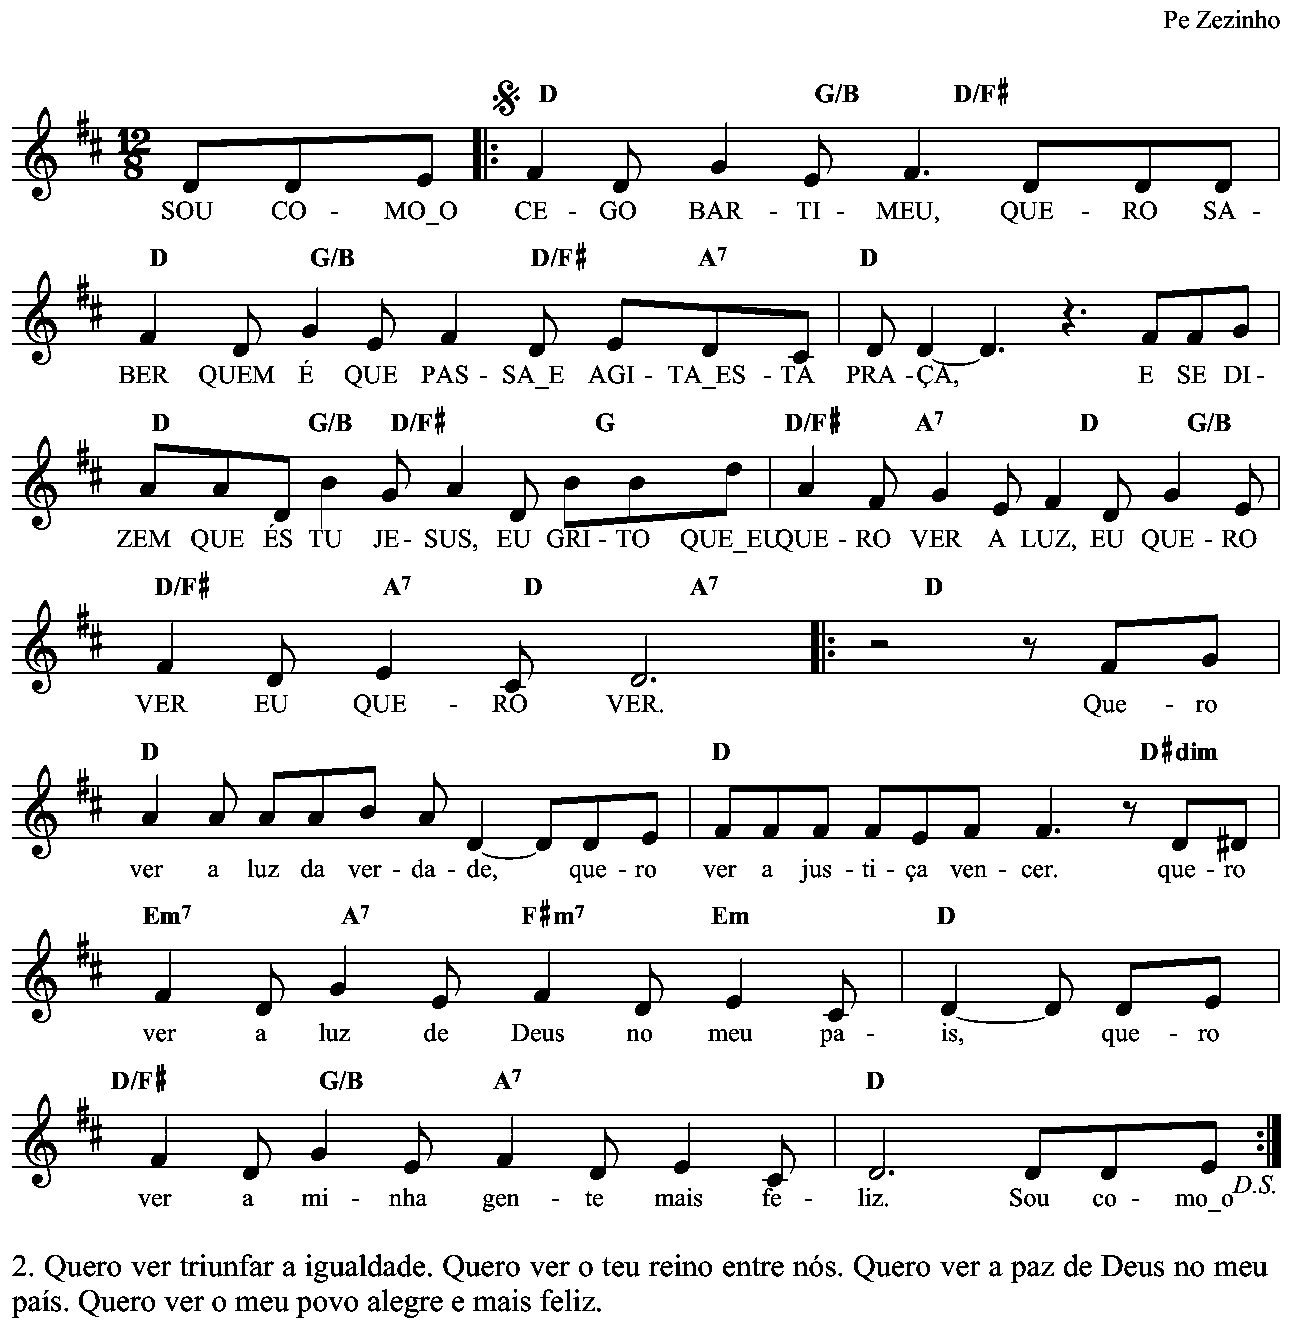 Pe Zezinho
D G/B D/F#
12
8
SOU CO - MO_O CE - GO BAR - TI - MEU, QUE - RO SA -
D G/B D/F# A7 D
BER QUEM É QUE PAS - SA_E AGI - TA_ES - TA PRA - ÇA, E SE DI -
D G/B D/F# G D/F# A7 D G/B
ZEM QUE ÉS TU JE - SUS, EU GRI - TO QUE_EU QUE - RO VER A LUZ, EU QUE - RO
D/F# A7 D A7 D
VER EU QUE - RO VER. Que - ro
D D D#dim
ver a luz da ver - da - de, que - ro ver a jus - ti - ça ven - cer. que - ro
Em7 A7 F#m7 Em D
ver a luz de Deus no meu pa - is, que - ro
D/F# G/B A7 D
ver a mi - nha gen - te mais fe - liz. Sou co - mo_o
D.S.
2. Quero ver triunfar a igualdade. Quero ver o teu reino entre nós. Quero ver a paz de Deus no meu
país. Quero ver o meu povo alegre e mais feliz.